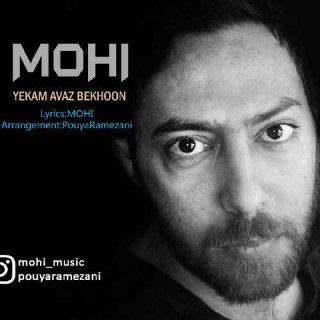 MOHI
YEKAM AVAZ BEKHOON
Lyrics:MOHI
Arrangement:PouyaRamezani
mohi_music
pouyaramezani